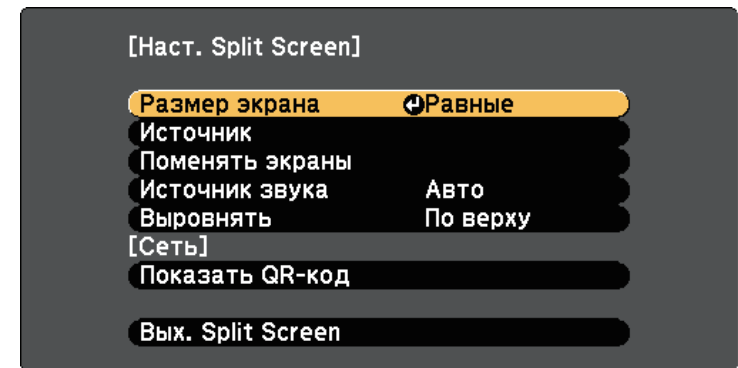 [Наст. Split Screen]
Размер экрана Равные
Источник
Поменять экраны
Источник звука Авто
Выровнять По верху
[Сеть]
Показать QR-код
Вых. Split Screen